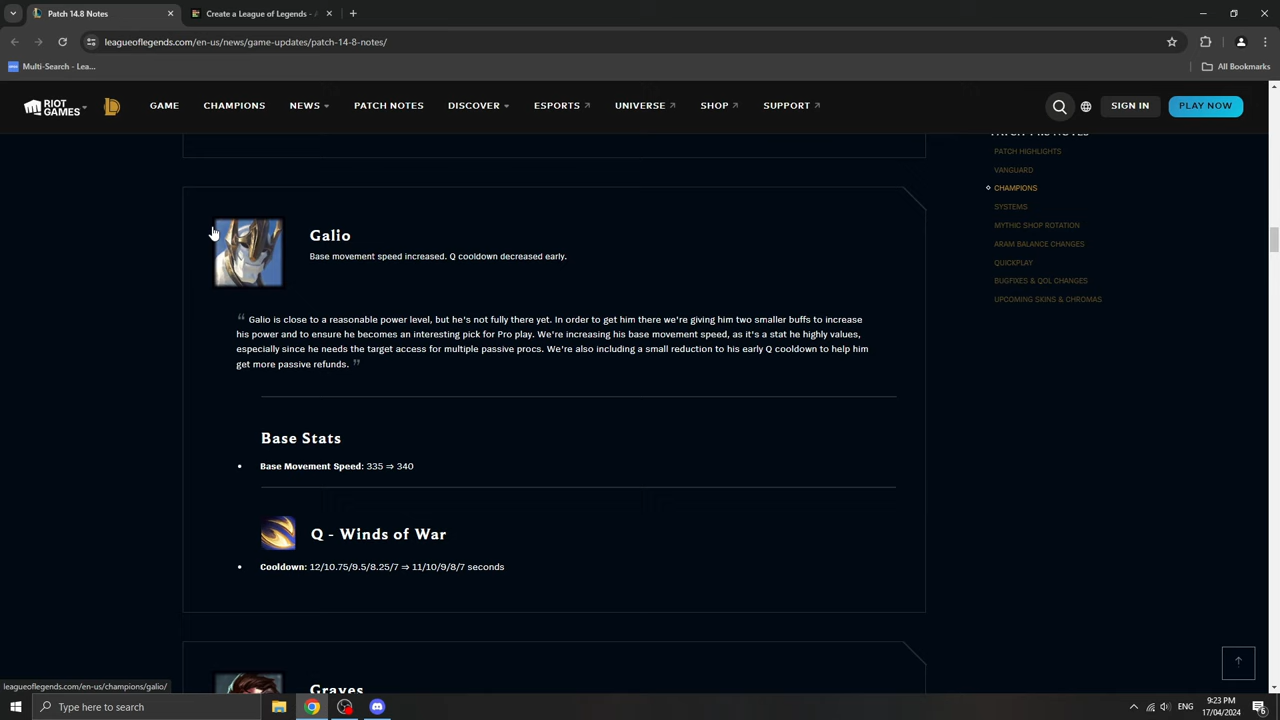 Patch 14.8 Notes
Create a League of Legends - A
leagueoflegends.com/en-us/news/game-updates/patch-14-8-notes/
Multi-Search - Lea...
All Bookmarks
RIOT GAMES
GAME
CHAMPIONS
NEWS
PATCH NOTES
DISCOVER
ESPORTS
UNIVERSE
SHOP
SUPPORT
SIGN IN
PLAY NOW
PATCH HIGHLIGHTS
VANGUARD
CHAMPIONS
SYSTEMS
MYTHIC SHOP ROTATION
ARAM BALANCE CHANGES
QUICKPLAY
BUGFIXES & QOL CHANGES
UPCOMING SKINS & CHROMAS
Galio
Base movement speed increased. Q cooldown decreased early.
“ Galio is close to a reasonable power level, but he's not fully there yet. In order to get him there we're giving him two smaller buffs to increase
his power and to ensure he becomes an interesting pick for Pro play. We're increasing his base movement speed, as it's a stat he highly values,
especially since he needs the target access for multiple passive procs. We're also including a small reduction to his early Q cooldown to help him
get more passive refunds. ”
Base Stats
• Base Movement Speed: 335 ⇒ 340
Q - Winds of War
• Cooldown: 12/10.75/9.5/8.25/7 ⇒ 11/10/9/8/7 seconds
Graves
leagueoflegends.com/en-us/champions/galio/
Type here to search
ENG
9:23 PM
17/04/2024
6